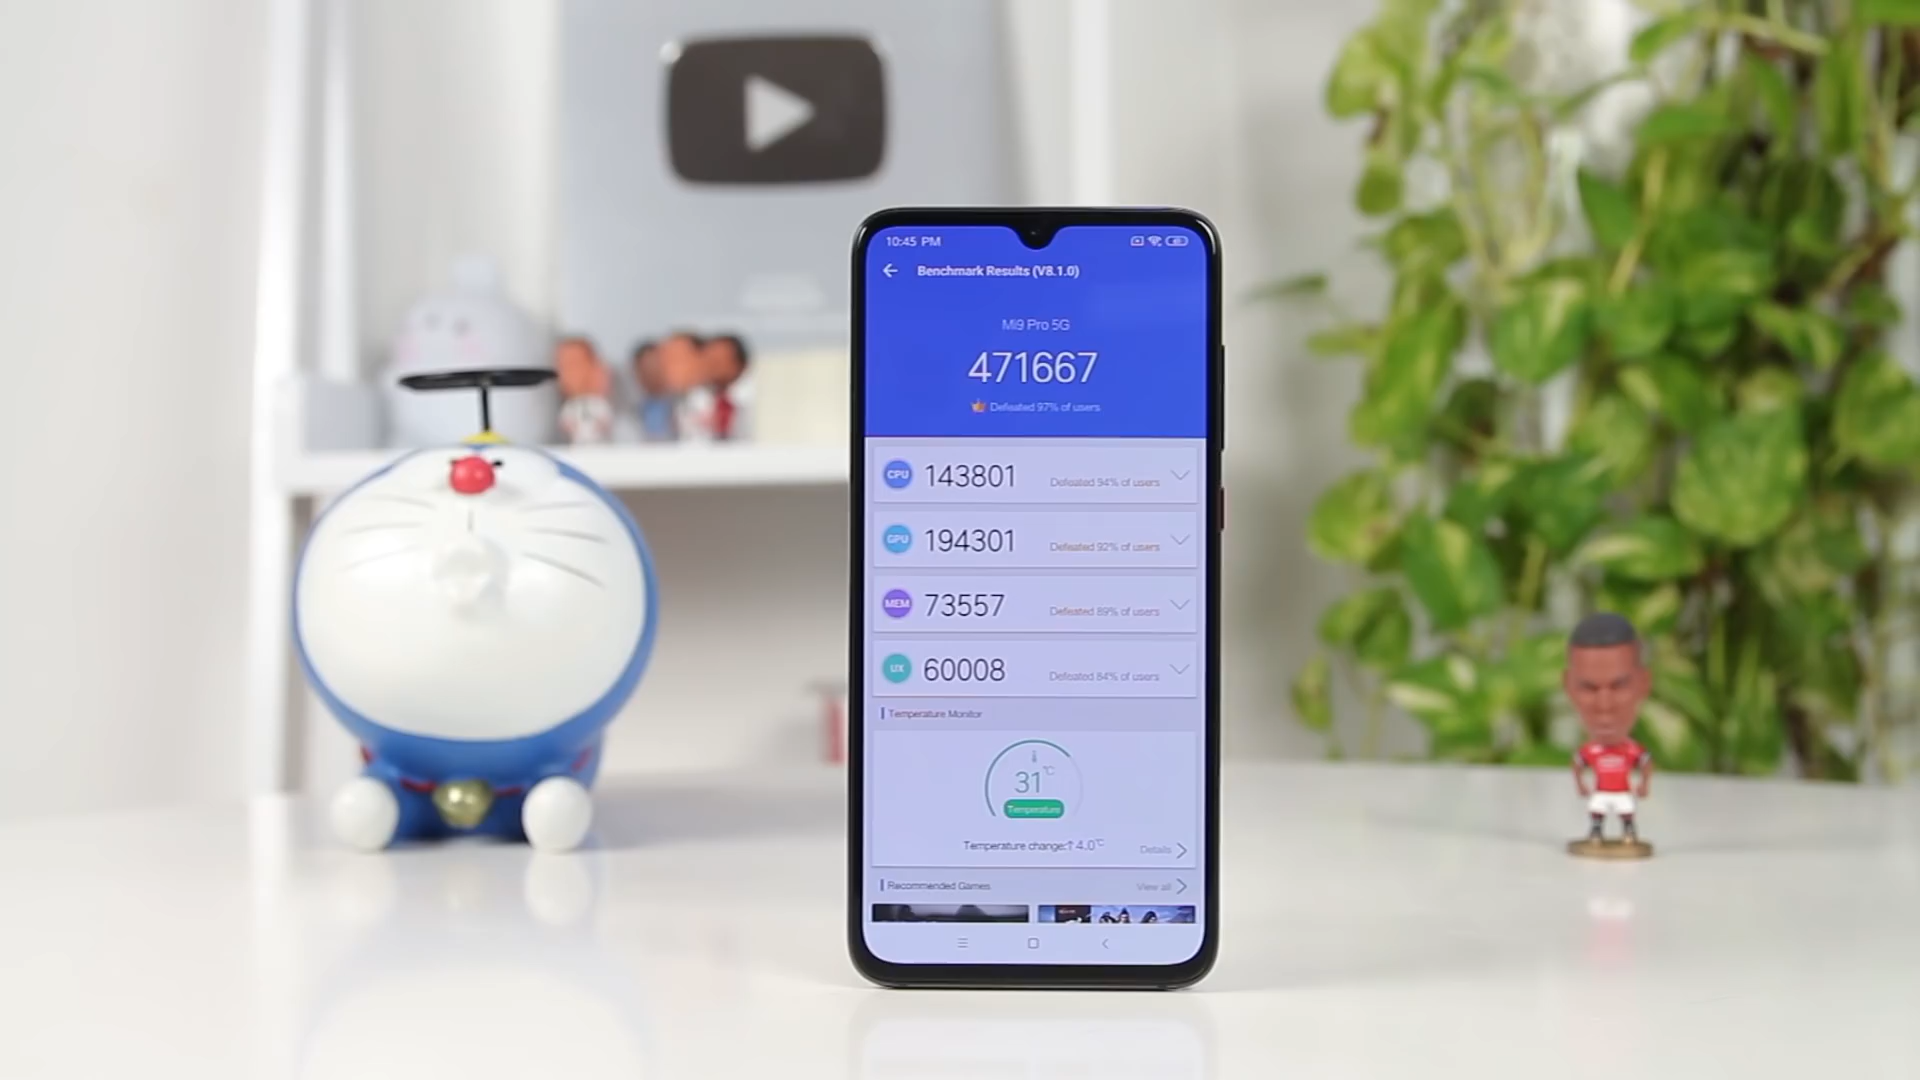 10:45 PM
Benchmark Results (V8.1.0)
Mi9 Pro 5G
471667
Defeated 97% of users
CPU 143801 Defeated 94% of users
GPU 194301 Defeated 92% of users
MEM 73557 Defeated 89% of users
UX 60008 Defeated 84% of users
Temperature Monitor
31°C
Temperature
Temperature change:↑ 4.0°C Details
Recommended Games View all